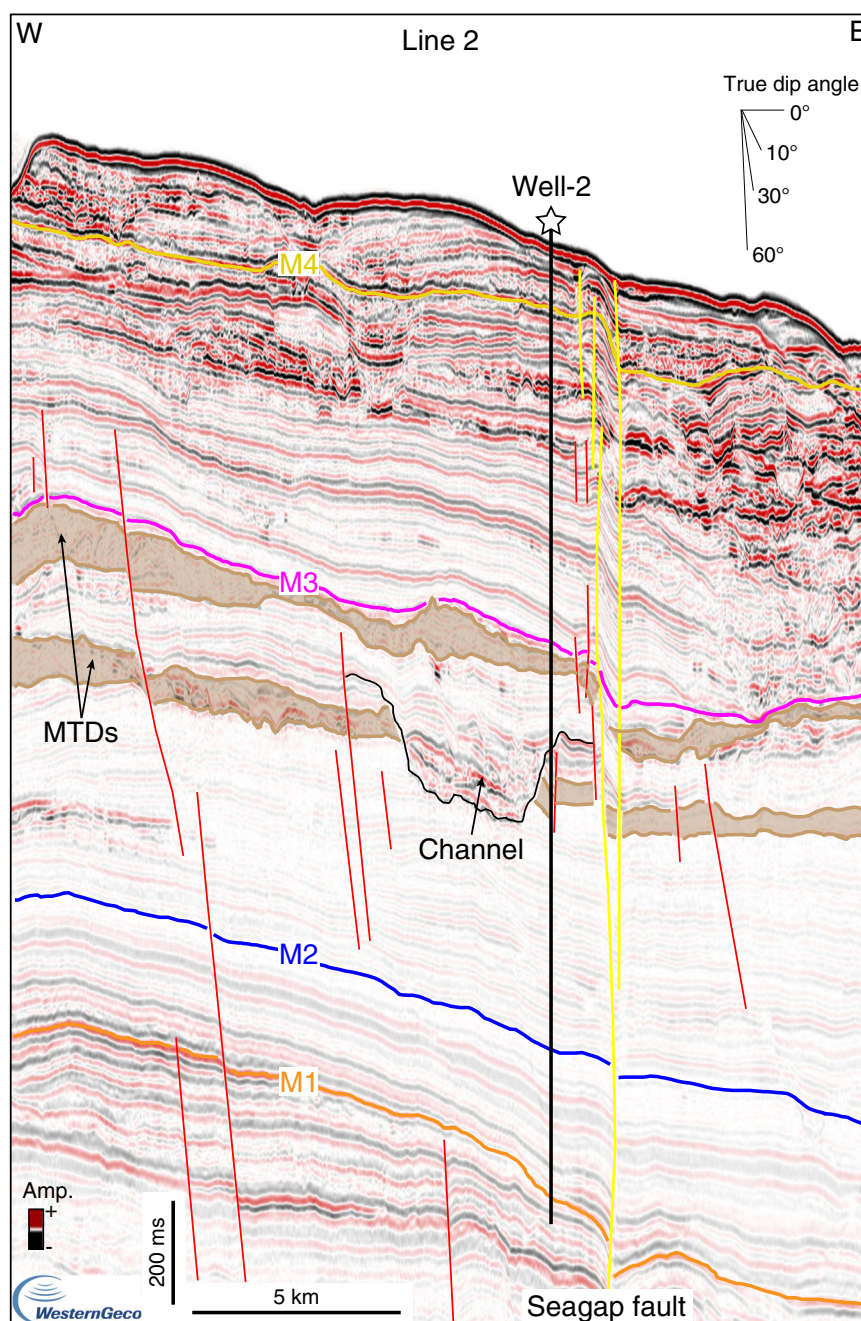 W
Line 2
E
True dip angle
0°
10°
30°
60°
Well-2
M4
M3
MTDs
Channel
M2
M1
Amp.
+
-
200 ms
5 km
Seagap fault
WesternGeco